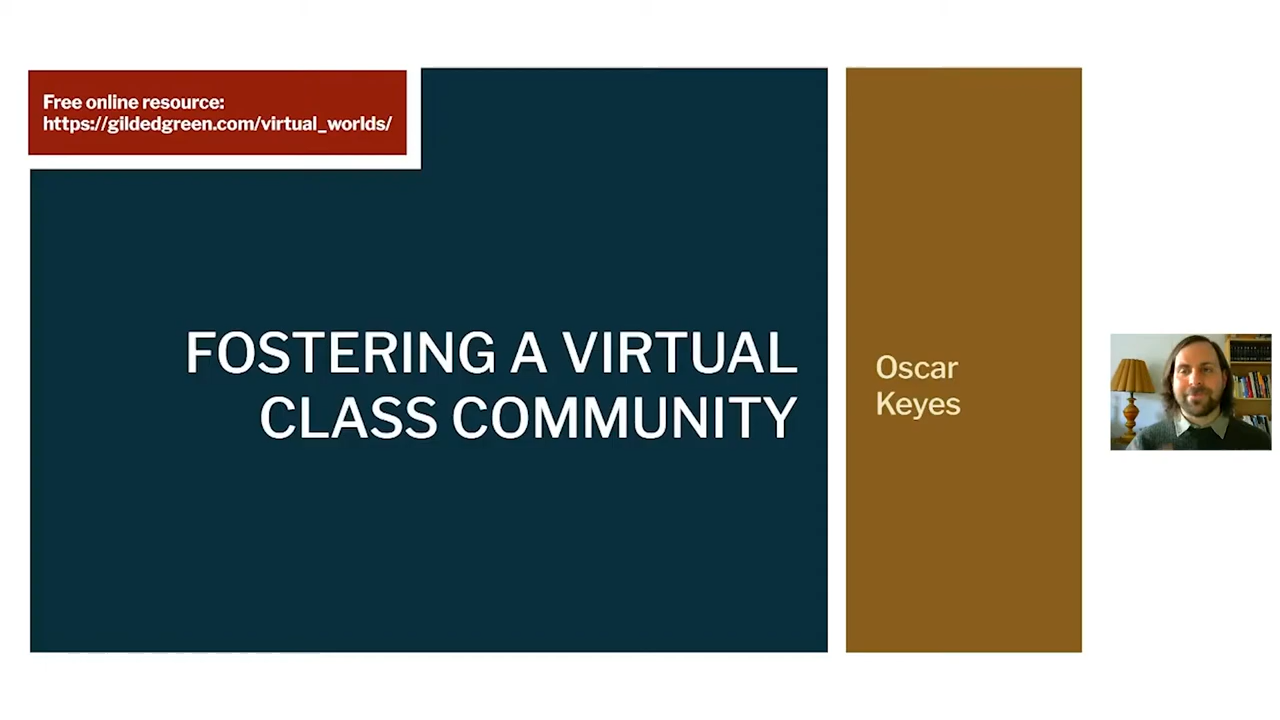 Free online resource:
https://gildedgreen.com/virtual_worlds/
FOSTERING A VIRTUAL
CLASS COMMUNITY
Oscar
Keyes